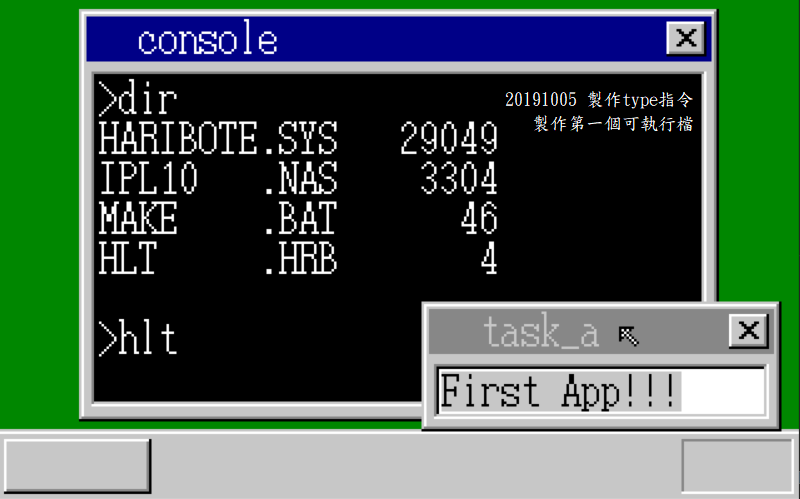 console
>dir
20191005 製作type指令
製作第一個可執行檔
HARIBOTE.SYS 29049
IPL10 .NAS 3304
MAKE .BAT 46
HLT .HRB 4
>hlt
task_a
First App!!!